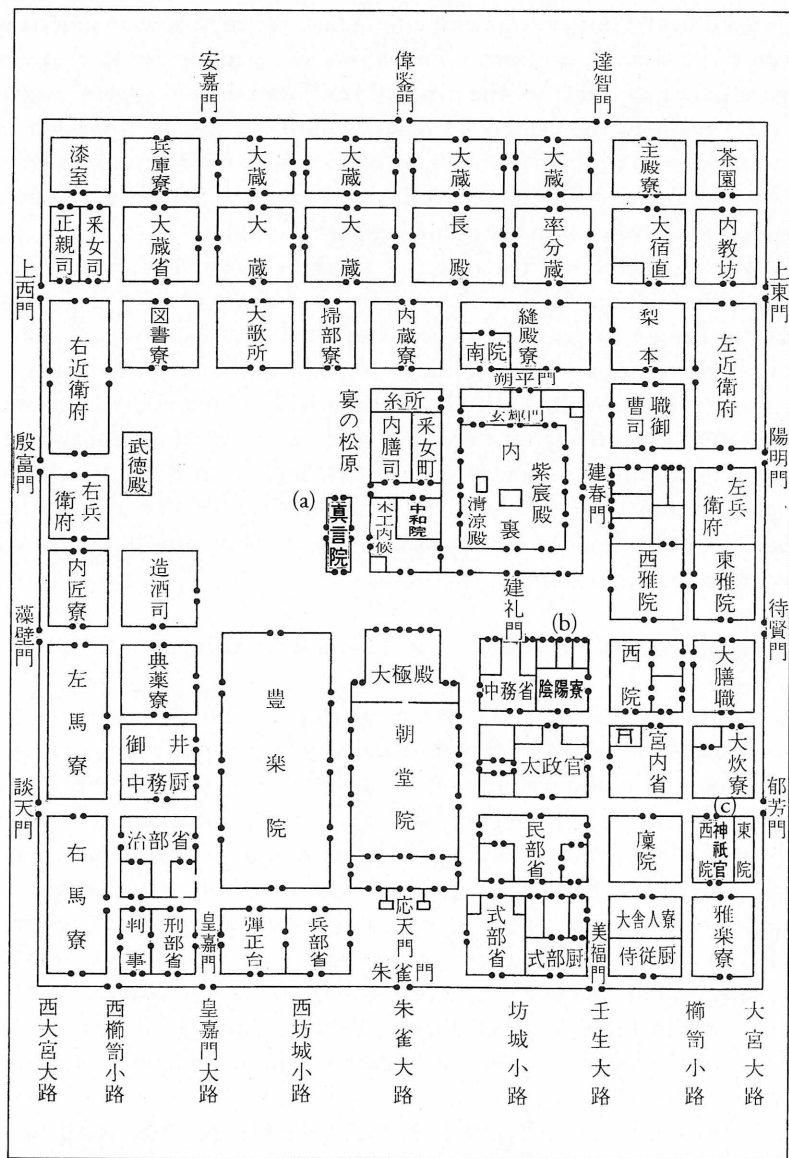 安嘉門
偉鑒門
達智門
漆室
兵庫寮
大蔵
大蔵
大蔵
大蔵
主殿寮
茶園
正親司
采女司
大蔵省
大蔵
大蔵
長殿
率分蔵
大宿直
内教坊
上西門
上東門
右近衛府
図書寮
大歌所
掃部寮
内蔵寮
南院
縫殿寮
梨本
左近衛府
朔平門
玄輝門
宴の松原
糸所
内膳司
采女町
内裏
紫宸殿
清涼殿
建春門
職御曹司
殷富門
武徳殿
陽明門
(a)
真言院
木工内候
中和院
右兵衛府
左兵衛府
西雅院
東雅院
内匠寮
造酒司
建礼門
藻壁門
待賢門
(b)
左馬寮
典薬寮
豊楽院
大極殿
朝堂院
中務省
陰陽寮
西院
大膳職
御井
中務厨
太政官
宮内省
大炊寮
談天門
郁芳門
(c)
右馬寮
治部省
民部省
廩院
西院
神祇官
東院
判事
刑部省
皇嘉門
弾正台
兵部省
応天門
朱雀門
式部省
式部厨
美福門
大舎人寮
侍従厨
雅楽寮
西大宮大路
西櫛笥小路
皇嘉門大路
西坊城小路
朱雀大路
坊城小路
壬生大路
櫛笥小路
大宮大路